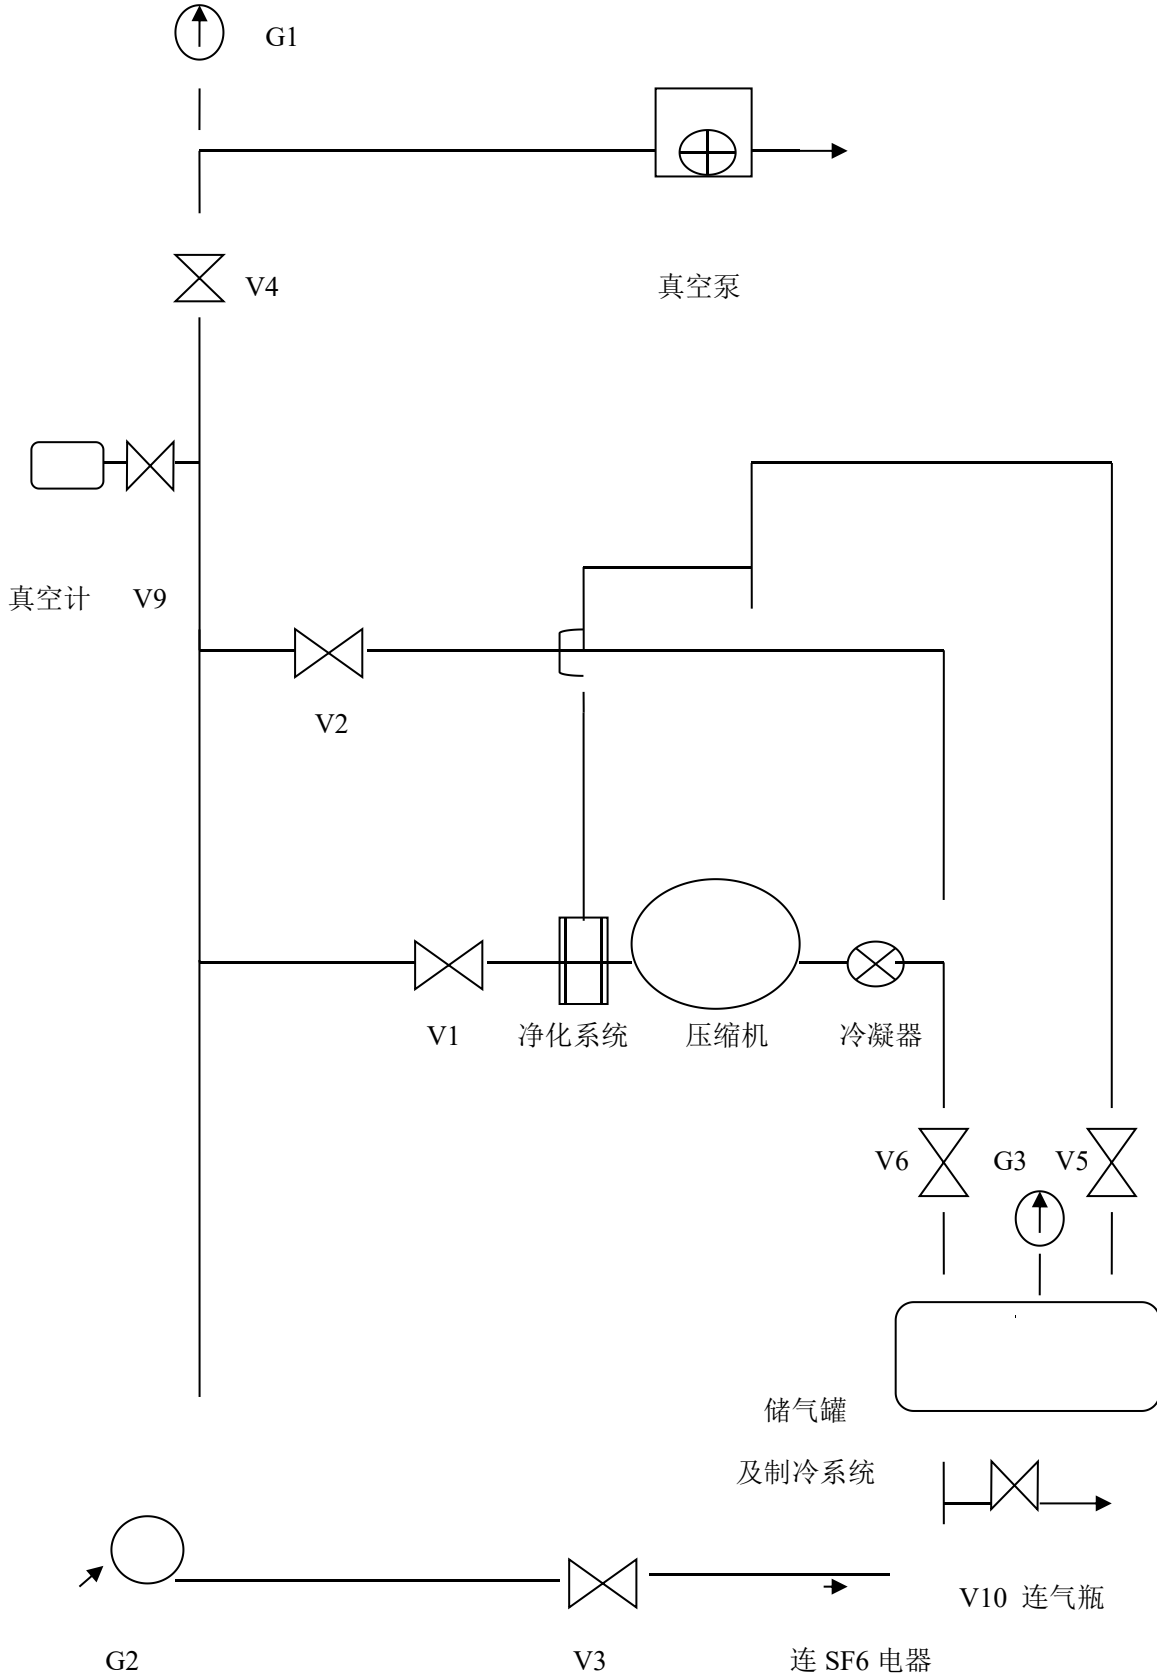 G1
V4
真空泵
真空计 V9
V2
V1 净化系统 压缩机 冷凝器
V6 G3 V5
储气罐
及制冷系统
V10 连气瓶
G2 V3 连 SF6 电器